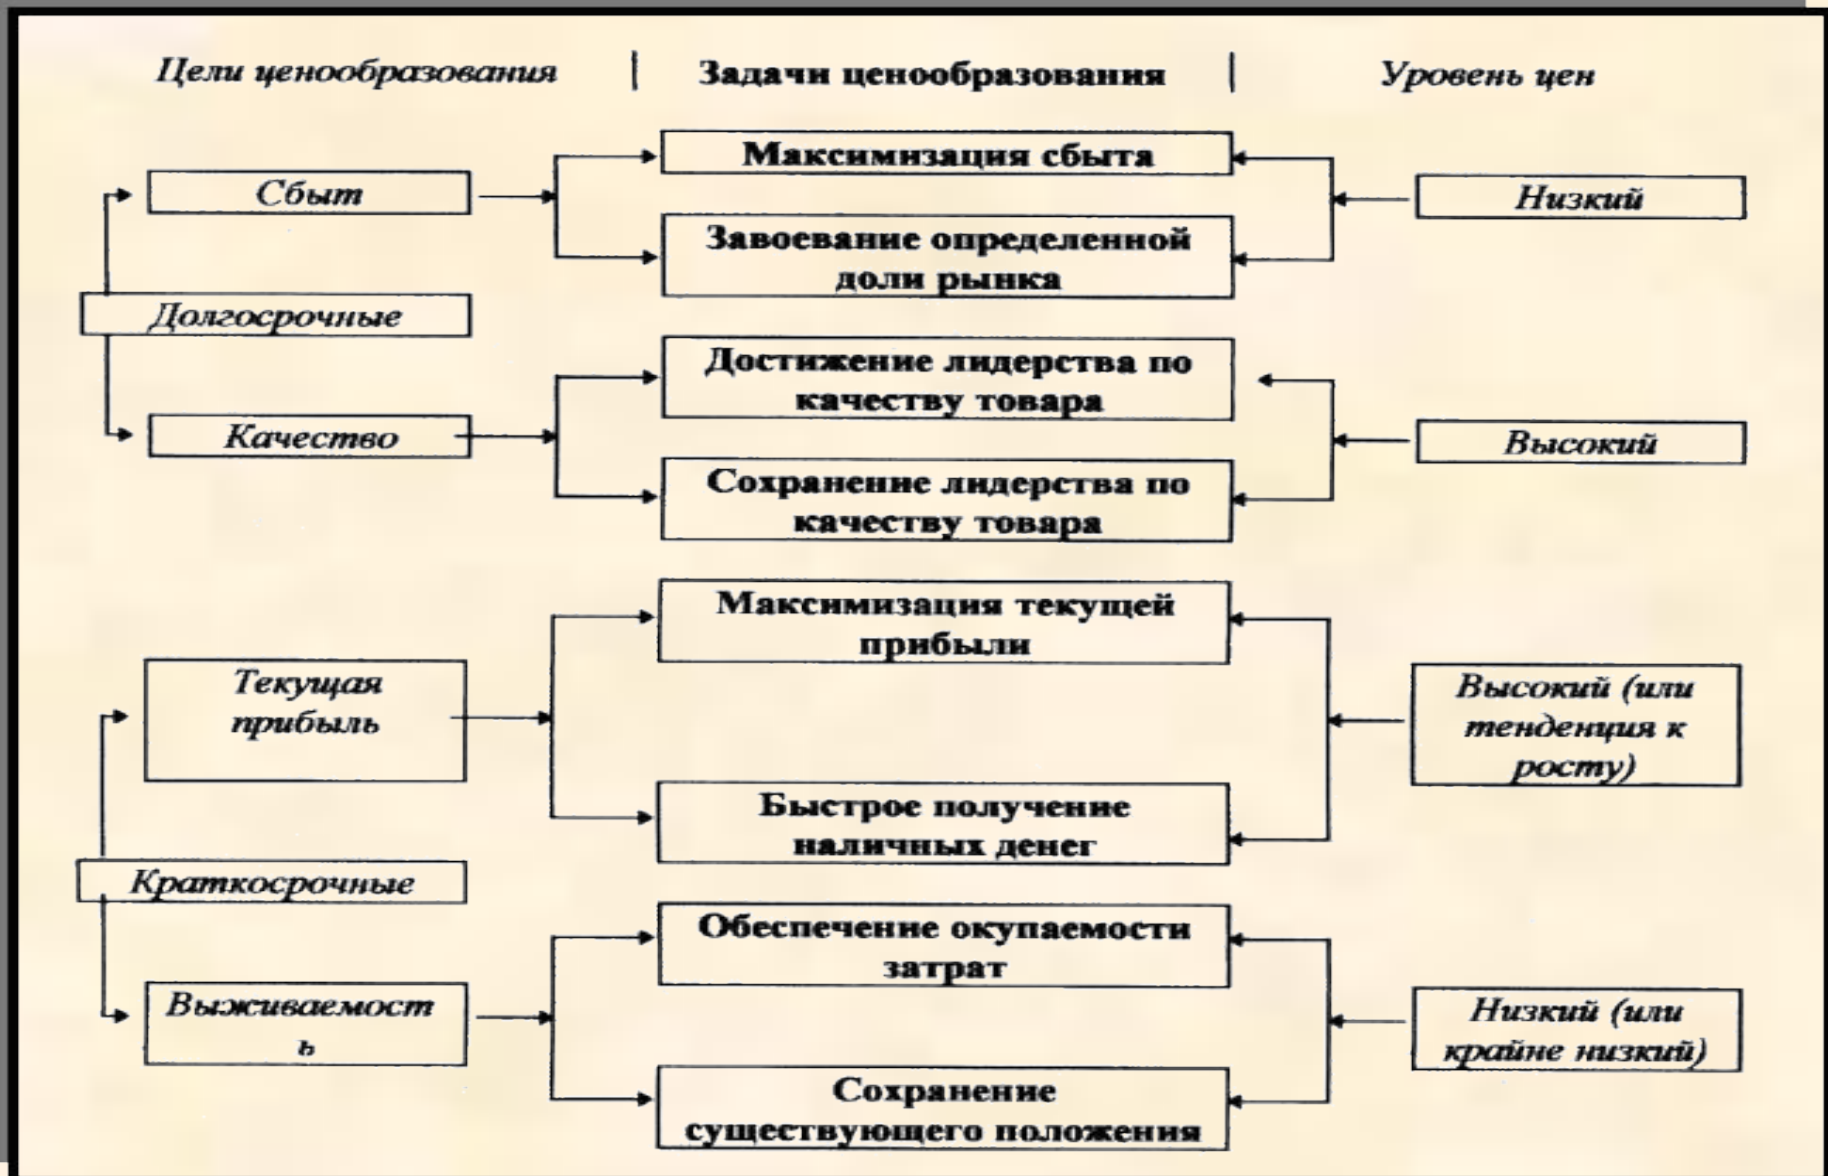 Цели ценообразования | Задачи ценообразования | Уровень цен
Максимизация сбыта
Сбыт
Низкий
Завоевание определенной
доли рынка
Долгосрочные
Достижение лидерства по
качеству товара
Качество
Высокий
Сохранение лидерства по
качеству товара
Максимизация текущей
прибыли
Текущая
прибыль
Высокий (или
тенденция к
росту)
Быстрое получение
наличных денег
Краткосрочные
Обеспечение окупаемости
затрат
Выживаемост
ь
Низкий (или
крайне низкий)
Сохранение
существующего положения